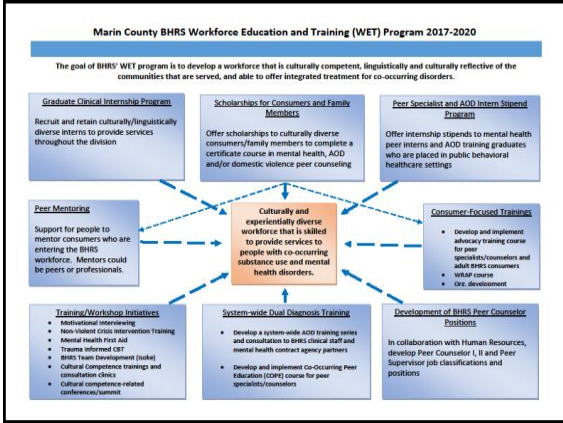 Marin County BHRS Workforce Education and Training (WET) Program 2017-2020
The goal of BHRS' WET program is to develop a workforce that is culturally competent, linguistically and culturally reflective of the
communities that are served, and able to offer integrated treatment for co-occurring disorders.
Graduate Clinical Internship Program
Recruit and retain culturally/linguistically
diverse interns to provide services
throughout the division
Scholarships for Consumers and Family
Members
Offer scholarships to culturally diverse
consumers/family members to complete a
certificate course in mental health, AOD
and/or domestic violence peer counseling
Peer Specialist and AOD Intern Stipend
Program
Offer internship stipends to mental health
peer interns and AOD training graduates
who are placed in public behavioral
healthcare settings
Peer Mentoring
Support for people to
mentor consumers who are
entering the BHRS
workforce. Mentors could
be peers or professionals.
Culturally and
experientially diverse
workforce that is skilled
to provide services to
people with co-occurring
substance use and mental
health disorders.
Consumer-Focused Trainings
• Develop and implement
advocacy training course
for peer
specialists/counselors and
adult BHRS consumers
• WRAP course
• Org. development
Training/Workshop Initiatives
• Motivational Interviewing
• Non-Violent Crisis Intervention Training
• Mental Health First Aid
• Trauma Informed CBT
• BHRS Team Development (Isoke)
• Cultural Competence trainings and
consultation clinics
• Cultural competence-related
conferences/summit
System-wide Dual Diagnosis Training
• Develop a system-wide AOD training series
and consultation to BHRS clinical staff and
mental health contract agency partners
• Develop and implement Co-Occurring Peer
Education (COPE) course for peer
specialists/counselors
Development of BHRS Peer Counselor
Positions
In collaboration with Human Resources,
develop Peer Counselor I, II and Peer
Supervisor job classifications and
positions